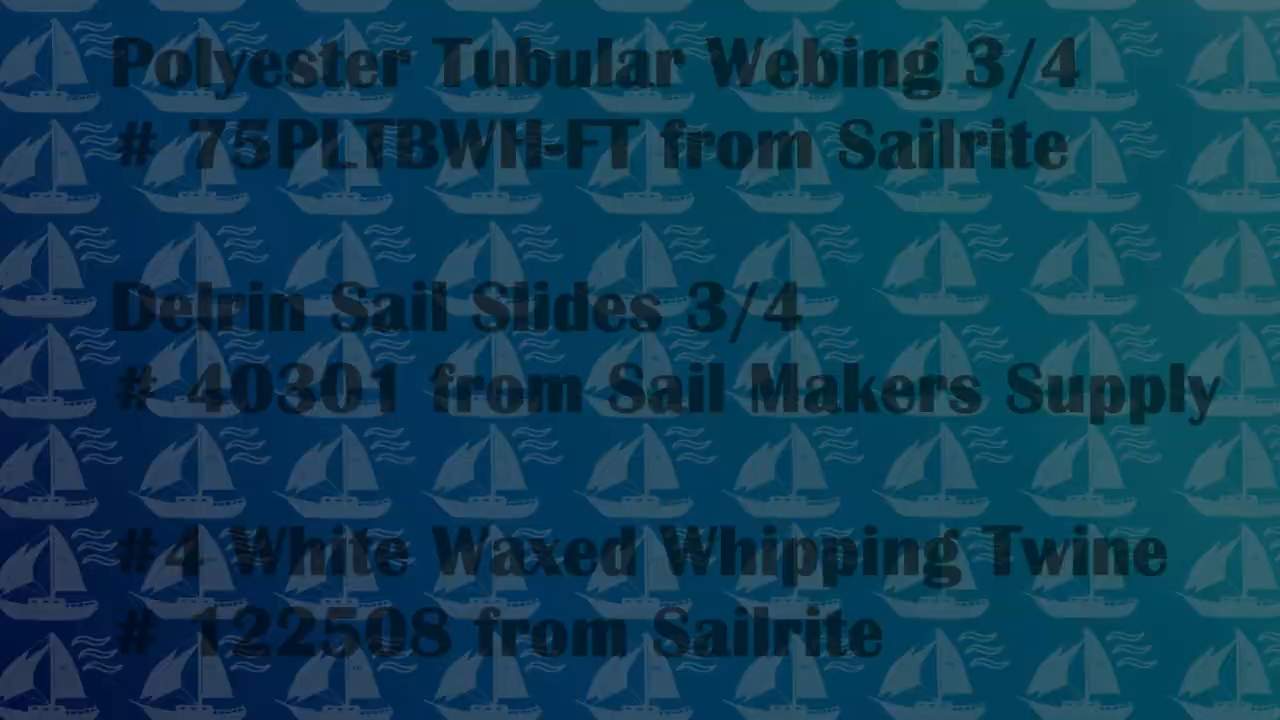 Polyester Tubular Webing 3/4
# 75PLTBWH-FT from Sailrite
Delrin Sail Slides 3/4
# 40301 from Sail Makers Supply
#4 White Waxed Whipping Twine
# 122508 from Sailrite